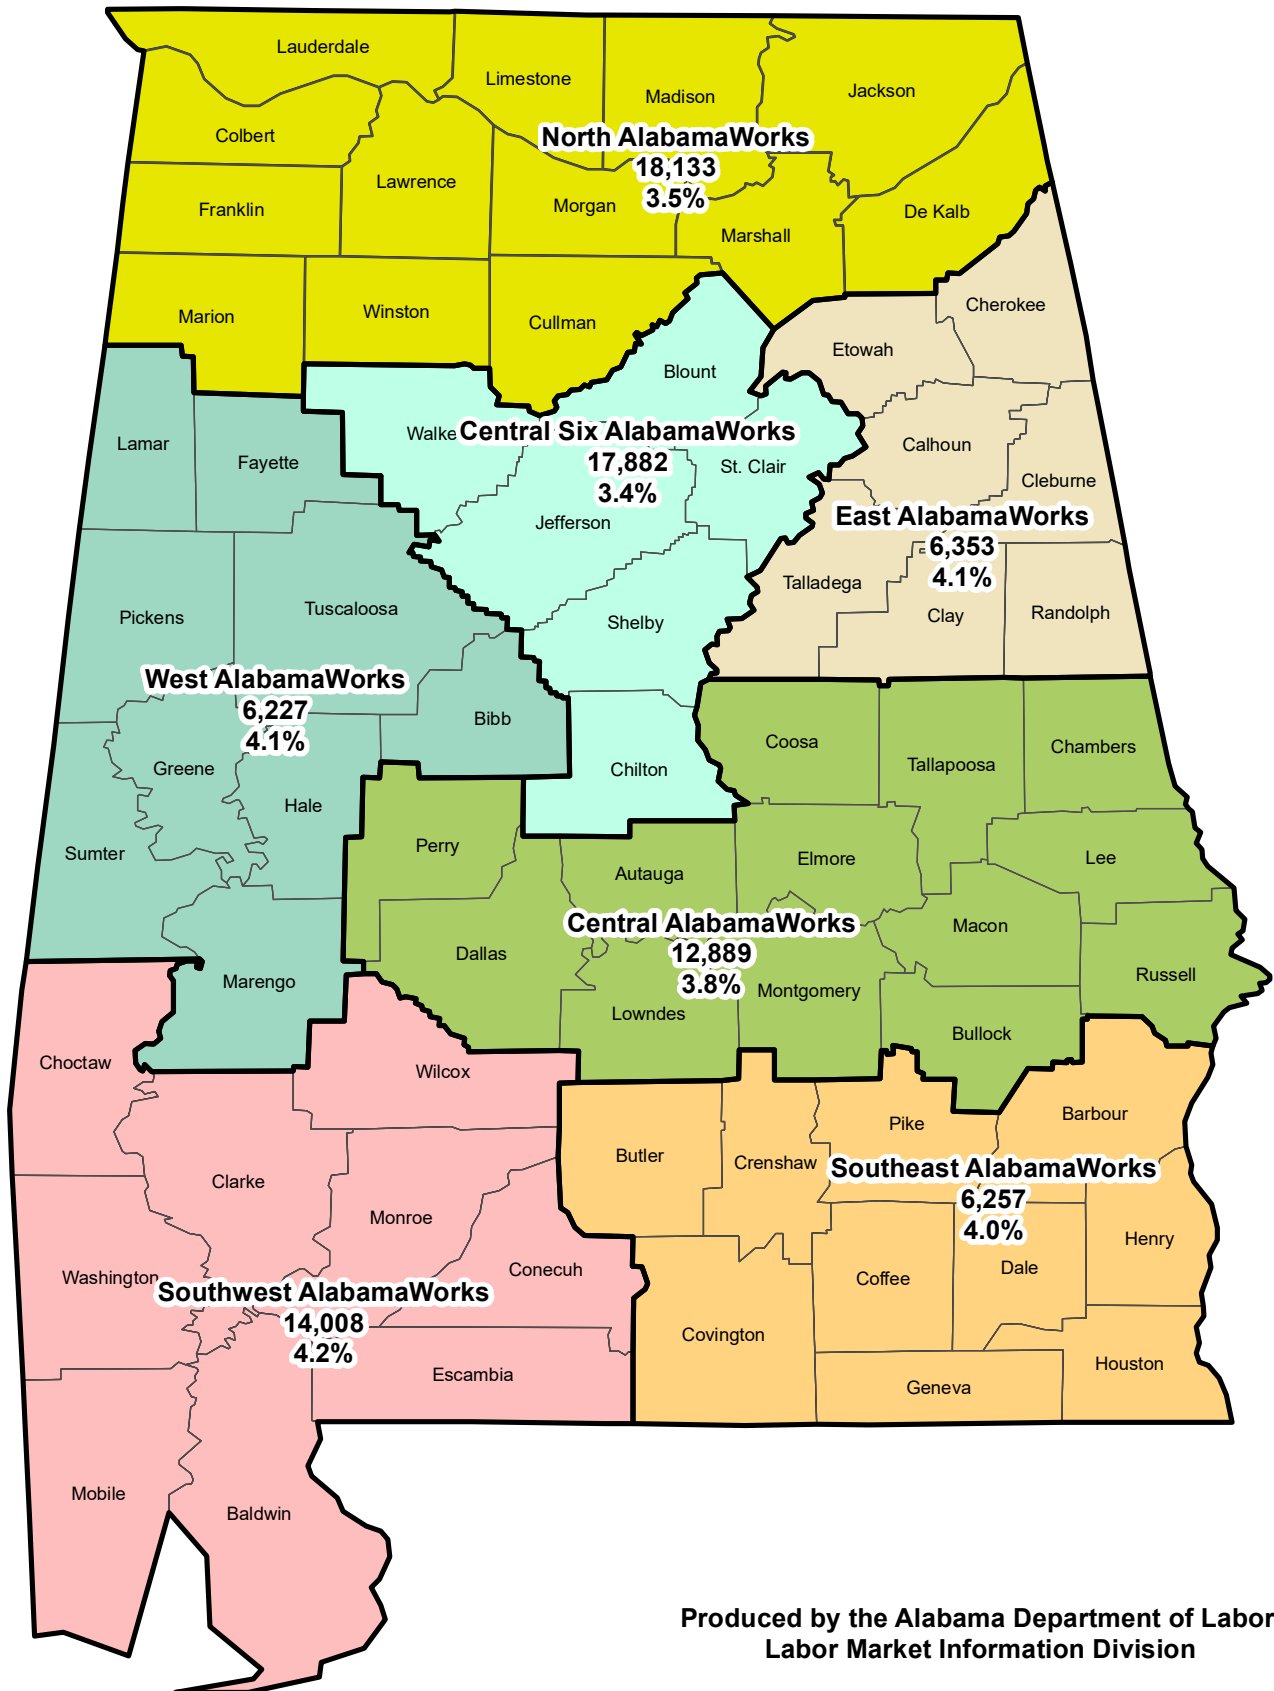 Lauderdale
Limestone
Madison
Jackson
Colbert
North AlabamaWorks
18,133
3.5%
Lawrence
Franklin
Morgan
De Kalb
Marshall
Cherokee
Marion
Winston
Cullman
Etowah
Blount
Lamar
Walke
Central Six AlabamaWorks
17,882
3.4%
Calhoun
Fayette
St. Clair
Cleburne
Jefferson
East AlabamaWorks
6,353
4.1%
Talladega
Tuscaloosa
Pickens
Shelby
Clay
Randolph
West AlabamaWorks
6,227
4.1%
Bibb
Coosa
Chambers
Tallapoosa
Greene
Chilton
Hale
Perry
Sumter
Elmore
Lee
Autauga
Central AlabamaWorks
12,889
3.8%
Macon
Dallas
Russell
Marengo
Montgomery
Lowndes
Bullock
Choctaw
Wilcox
Barbour
Pike
Butler
Crenshaw
Southeast AlabamaWorks
6,257
4.0%
Clarke
Monroe
Henry
Washington
Conecuh
Dale
Coffee
Southwest AlabamaWorks
14,008
4.2%
Covington
Houston
Escambia
Geneva
Mobile
Baldwin
Produced by the Alabama Department of Labor
Labor Market Information Division